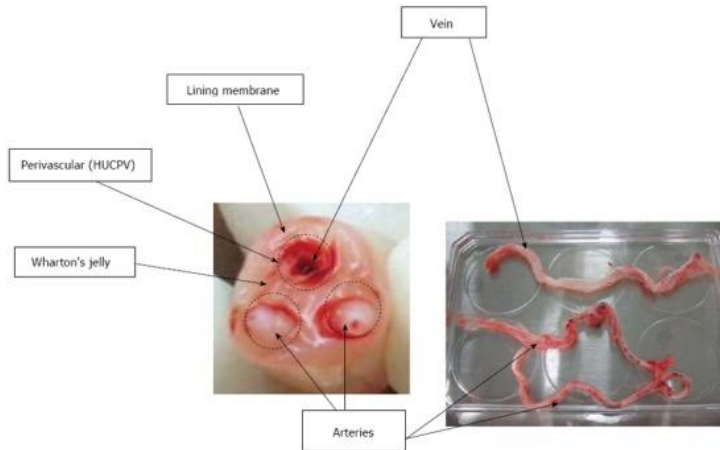 Vein
Lining membrane
Perivascular (HUCPV)
Wharton's jelly
Arteries